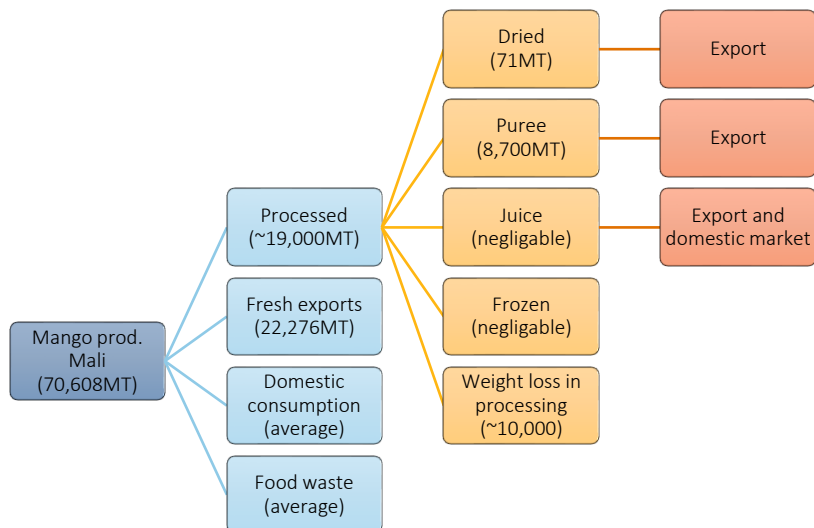 Dried
(71MT)
Export
Puree
(8,700MT)
Export
Processed
(~19,000MT)
Juice
(negligable)
Export and
domestic market
Fresh exports
(22,276MT)
Frozen
(negligable)
Mango prod.
Mali
(70,608MT)
Domestic
consumption
(average)
Weight loss in
processing
(~10,000)
Food waste
(average)